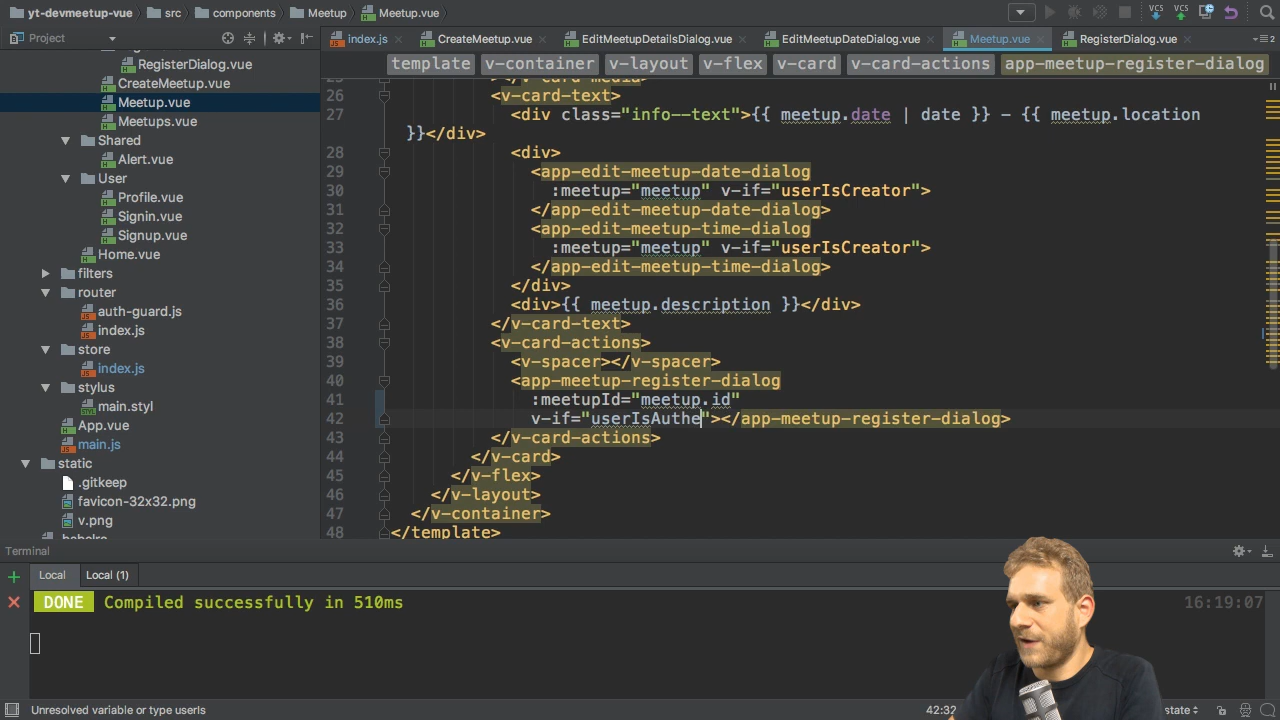 yt-devmeetup-vue src components Meetup Meetup.vue
Project index.js CreateMeetup.vue EditMeetupDetailsDialog.vue EditMeetupDateDialog.vue Meetup.vue RegisterDialog.vue
template v-container v-layout v-flex v-card v-card-actions app-meetup-register-dialog
RegisterDialog.vue
CreateMeetup.vue
Meetup.vue
Meetups.vue
Shared
Alert.vue
User
Profile.vue
Signin.vue
Signup.vue
Home.vue
filters
router
auth-guard.js
index.js
store
index.js
stylus
main.styl
App.vue
main.js
static
.gitkeep
favicon-32x32.png
v.png
25 ></v-card-media>
26 <v-card-text>
27 <div class="info--text">{{ meetup.date | date }} - {{ meetup.location
}}</div>
28 <div>
29 <app-edit-meetup-date-dialog
30 :meetup="meetup" v-if="userIsCreator">
31 </app-edit-meetup-date-dialog>
32 <app-edit-meetup-time-dialog
33 :meetup="meetup" v-if="userIsCreator">
34 </app-edit-meetup-time-dialog>
35 </div>
36 <div>{{ meetup.description }}</div>
37 </v-card-text>
38 <v-card-actions>
39 <v-spacer></v-spacer>
40 <app-meetup-register-dialog
41 :meetupId="meetup.id"
42 v-if="userIsAuthe"></app-meetup-register-dialog>
43 </v-card-actions>
44 </v-card>
45 </v-flex>
46 </v-layout>
47 </v-container>
48 </template>
Terminal
Local Local (1)
DONE Compiled successfully in 510ms 16:19:07
Unresolved variable or type userIs 42:32 state
VCS VCS